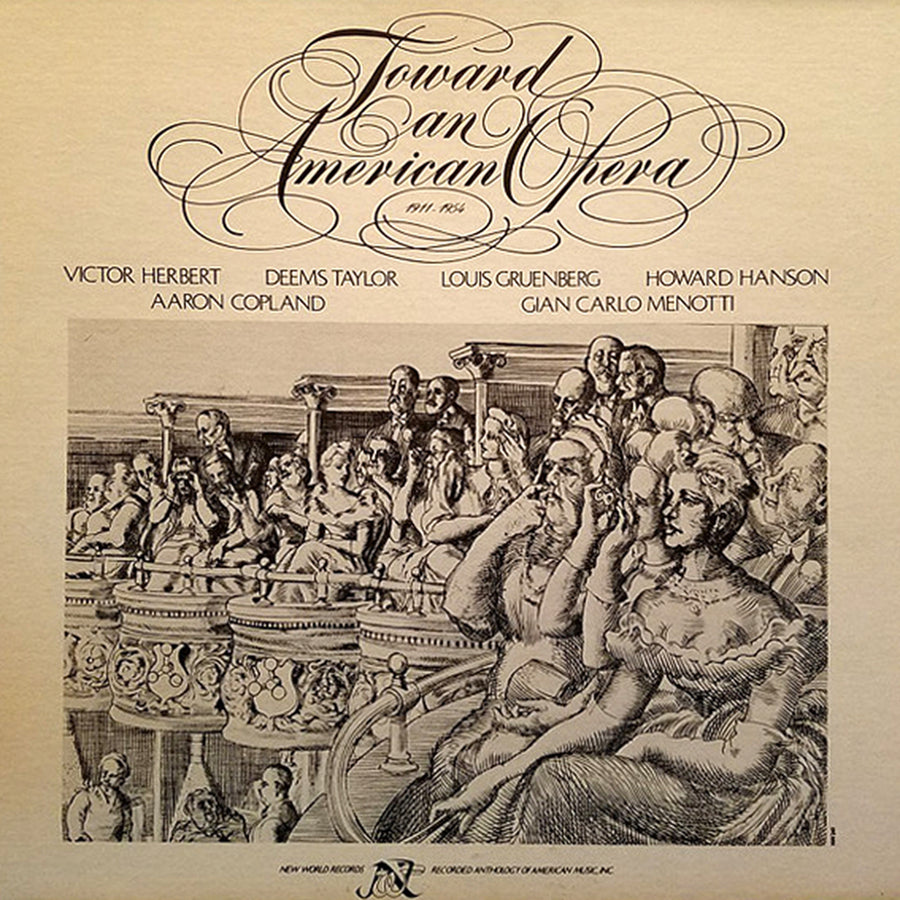 Toward
an
American Opera
1911-1954
VICTOR HERBERT DEEMS TAYLOR LOUIS GRUENBERG HOWARD HANSON
AARON COPLAND GIAN CARLO MENOTTI
NEW WORLD RECORDS RECORDED ANTHOLOGY OF AMERICAN MUSIC, INC.